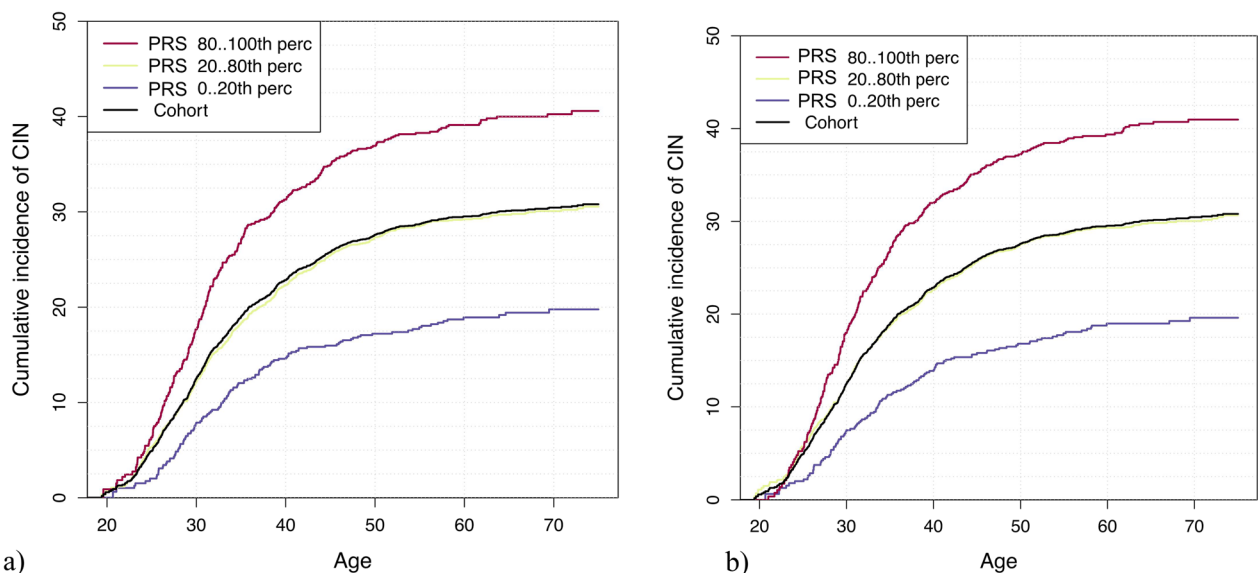 50
40
30
20
10
0
Cumulative incidence of CIN
PRS 80..100th perc
PRS 20..80th perc
PRS 0..20th perc
Cohort
20 30 40 50 60 70
Age
a)
50
40
30
20
10
0
Cumulative incidence of CIN
PRS 80..100th perc
PRS 20..80th perc
PRS 0..20th perc
Cohort
20 30 40 50 60 70
Age
b)